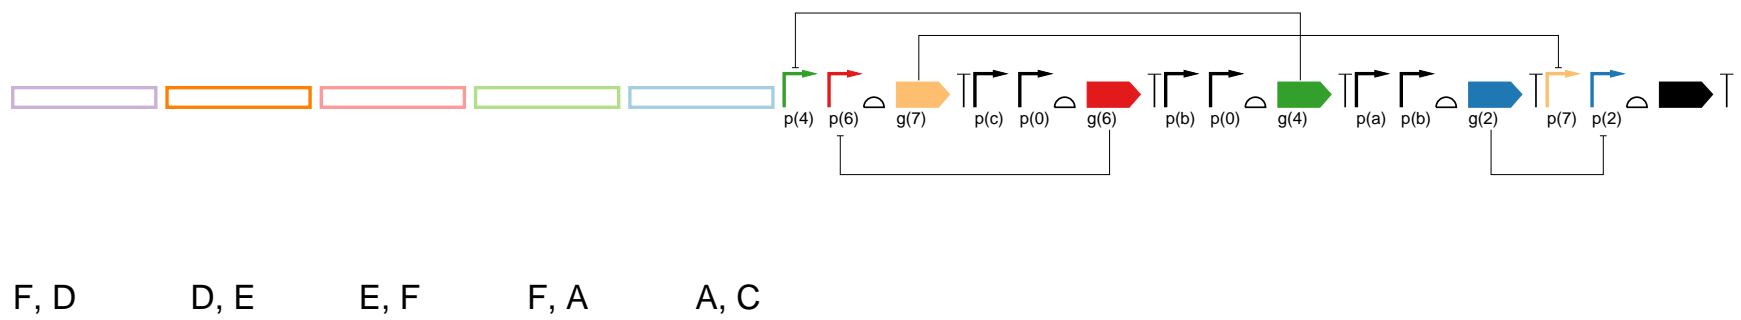 p(4) p(6) g(7) p(c) p(0) g(6) p(b) p(0) g(4) p(a) p(b) g(2) p(7) p(2)
F, D D, E E, F F, A A, C